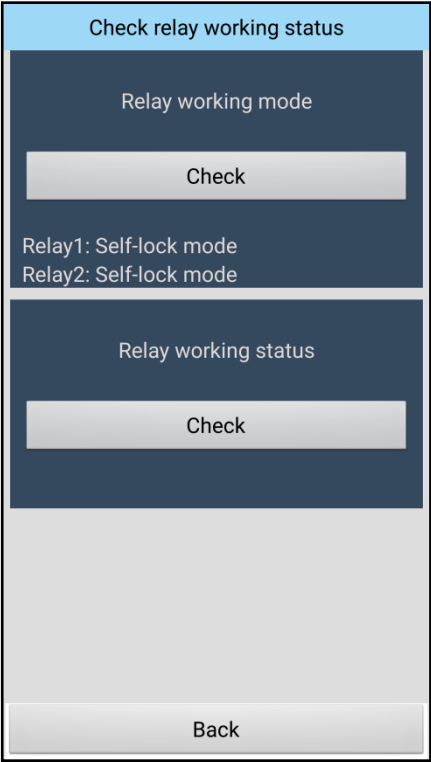 Check relay working status
Relay working mode
Check
Relay1: Self-lock mode
Relay2: Self-lock mode
Relay working status
Check
Back